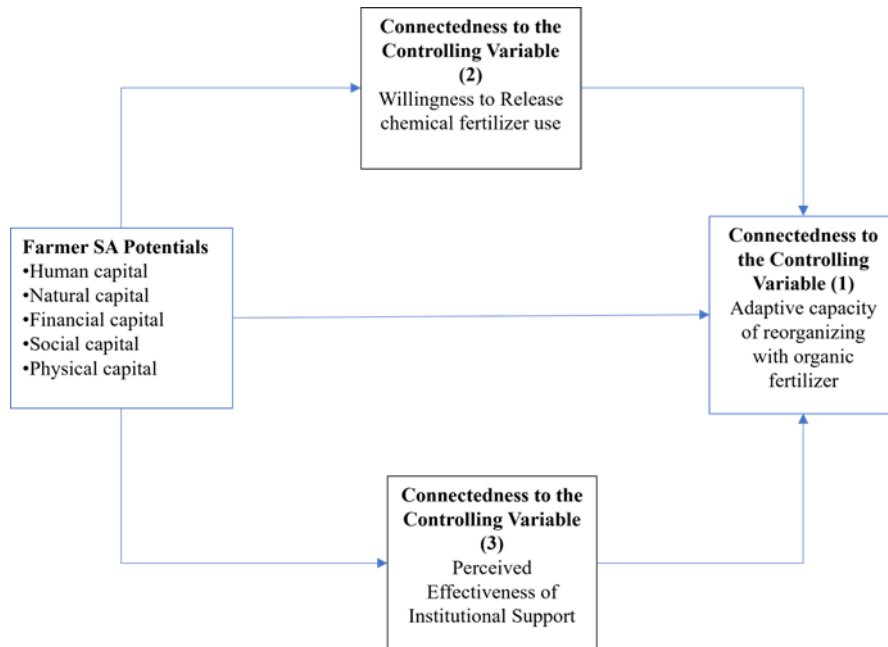 Connectedness to the
Controlling Variable
(2)
Willingness to Release
chemical fertilizer use
Farmer SA Potentials
•Human capital
•Natural capital
•Financial capital
•Social capital
•Physical capital
Connectedness to
the Controlling
Variable (1)
Adaptive capacity
of reorganizing
with organic
fertilizer
Connectedness to the
Controlling Variable
(3)
Perceived
Effectiveness of
Institutional Support